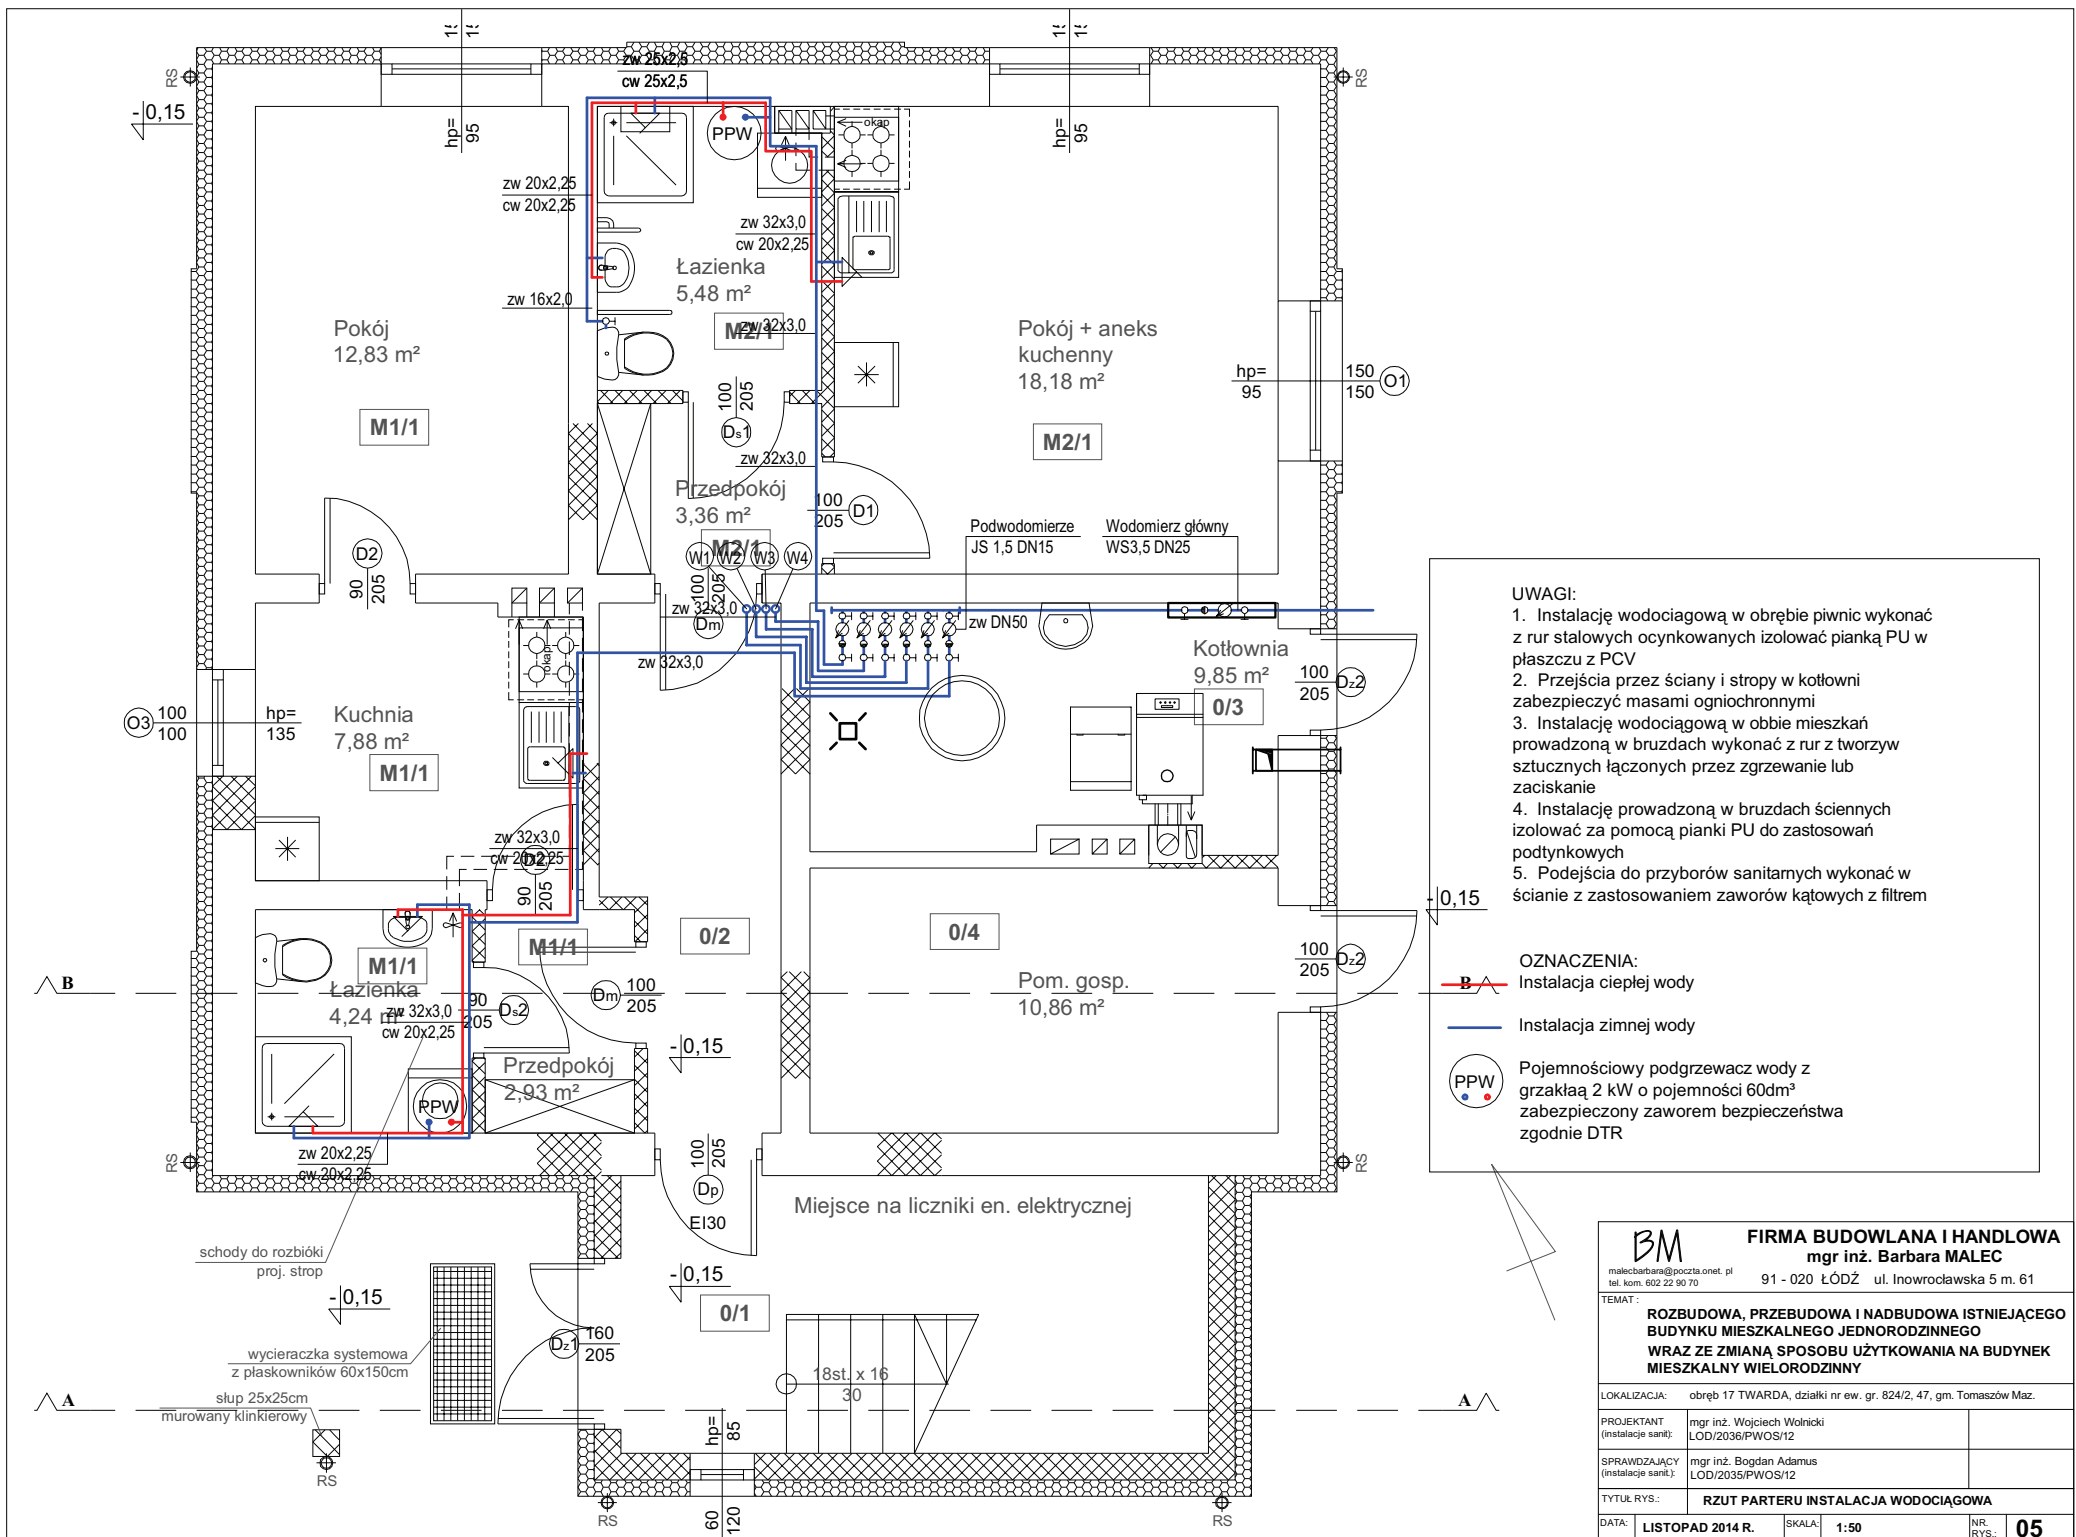 RS
RS
- 0,15
hp=
95
hp=
95
zw 25x2,5
cw 25x2,5
PPW
okap
zw 20x2,25
cw 20x2,25
zw 32x3,0
cw 20x2,25
Łazienka
5,48 m²
M2/1
zw 16x2,0
zw 32x3,0
Pokój
12,83 m²
M1/1
Pokój + aneks
kuchenny
18,18 m²
M2/1
hp=
95
150
150
O1
100
205
Ds1
zw 32x3,0
Przedpokój
3,36 m²
M2/1
100
205
D1
W1
W2
W3
W4
Podwodomierze
JS 1,5 DN15
Wodomierz główny
WS3,5 DN25
D2
90
205
100
205
Dm
zw 32x3,0
zw 32x3,0
zw DN50
okap
Kotłownia
9,85 m²
0/3
100
205
Dz2
O3
100
100
hp=
135
Kuchnia
7,88 m²
M1/1
zw 32x3,0
cw 20x2,25
D2
90
205
M1/1
0/2
0/4
Pom. gosp.
10,86 m²
100
205
Dz2
- 0,15
M1/1
Łazienka
4,24 m²
zw 32x3,0
cw 20x2,25
90
205
Ds2
Dm
100
205
B
B
- 0,15
Przedpokój
2,93 m²
PPW
zw 20x2,25
cw 20x2,25
RS
RS
100
205
Dp
EI30
Miejsce na liczniki en. elektrycznej
schody do rozbióki
proj. strop
- 0,15
- 0,15
0/1
Dz1
160
205
wycieraczka systemowa
z płaskowników 60x150cm
słup 25x25cm
murowany klinkierowy
18st. x 16
30
A
A
hp=
85
60
120
RS
RS
RS
UWAGI:
1. Instalację wodociagową w obrębie piwnic wykonać
z rur stalowych ocynkowanych izolować pianką PU w
płaszczu z PCV
2. Przejścia przez ściany i stropy w kotłowni
zabezpieczyć masami ogniochronnymi
3. Instalację wodociągową w obbie mieszkań
prowadzoną w bruzdach wykonać z rur z tworzyw
sztucznych łączonych przez zgrzewanie lub
zaciskanie
4. Instalację prowadzoną w bruzdach ściennych
izolować za pomocą pianki PU do zastosowań
podtynkowych
5. Podejścia do przyborów sanitarnych wykonać w
ścianie z zastosowaniem zaworów kątowych z filtrem
OZNACZENIA:
Instalacja ciepłej wody
Instalacja zimnej wody
PPW
Pojemnościowy podgrzewacz wody z
grzakłaą 2 kW o pojemności 60dm³
zabezpieczony zaworem bezpieczeństwa
zgodnie DTR
BM
malecbarbara@poczta.onet. pl
tel. kom. 602 22 90 70
FIRMA BUDOWLANA I HANDLOWA
mgr inż. Barbara MALEC
91 - 020 ŁÓDŹ ul. Inowrocławska 5 m. 61
TEMAT :
ROZBUDOWA, PRZEBUDOWA I NADBUDOWA ISTNIEJĄCEGO
BUDYNKU MIESZKALNEGO JEDNORODZINNEGO
WRAZ ZE ZMIANĄ SPOSOBU UŻYTKOWANIA NA BUDYNEK
MIESZKALNY WIELORODZINNY
LOKALIZACJA: obręb 17 TWARDA, działki nr ew. gr. 824/2, 47, gm. Tomaszów Maz.
PROJEKTANT
(instalacje sanit):
mgr inż. Wojciech Wolnicki
LOD/2036/PWOS/12
SPRAWDZAJĄCY
(instalacje sanit.):
mgr inż. Bogdan Adamus
LOD/2035/PWOS/12
TYTUŁ RYS.: RZUT PARTERU INSTALACJA WODOCIĄGOWA
DATA: LISTOPAD 2014 R. SKALA: 1:50 NR. RYS.: 05